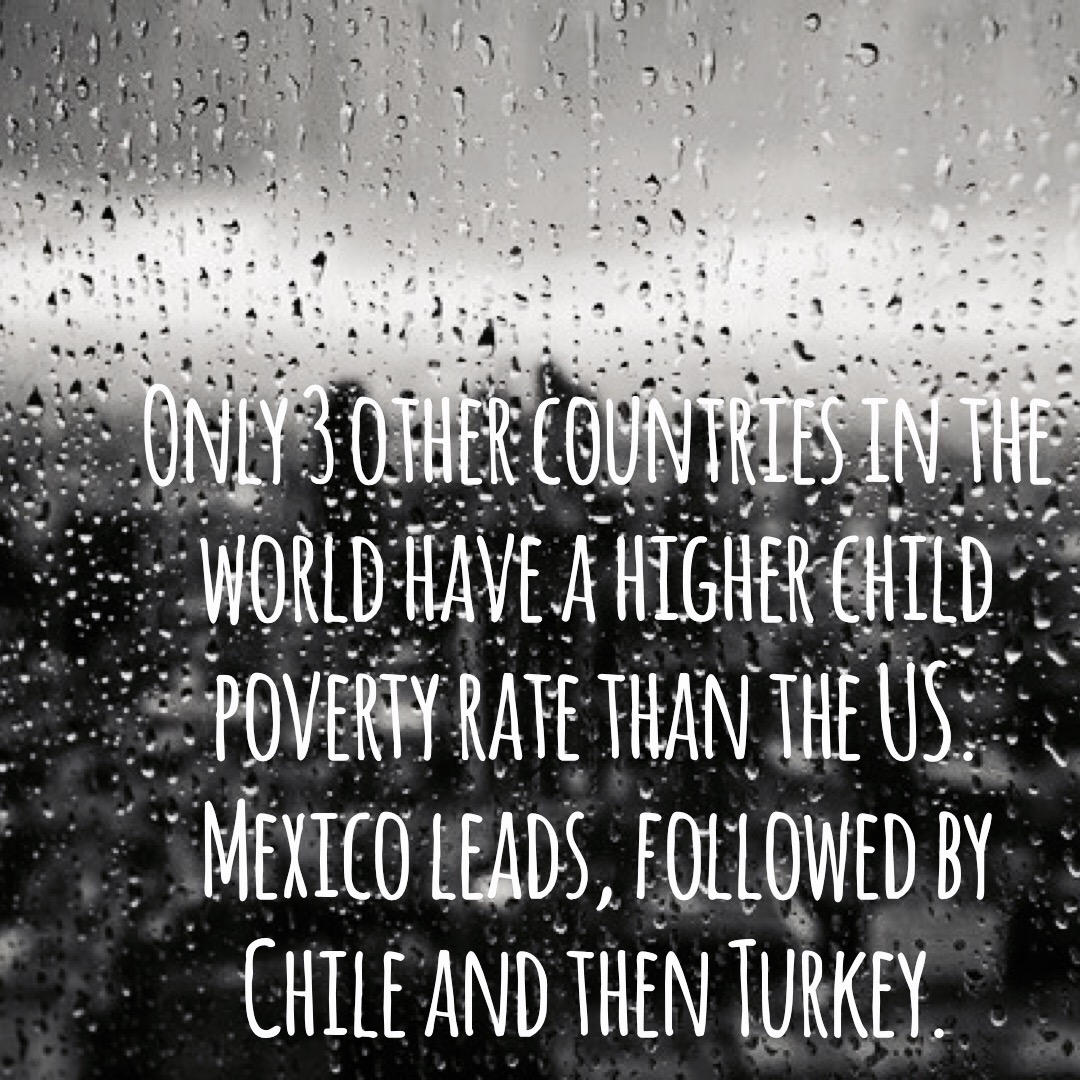 Only 3 other countries in the
world have a higher child
poverty rate than the US.
Mexico leads, followed by
Chile and then Turkey.